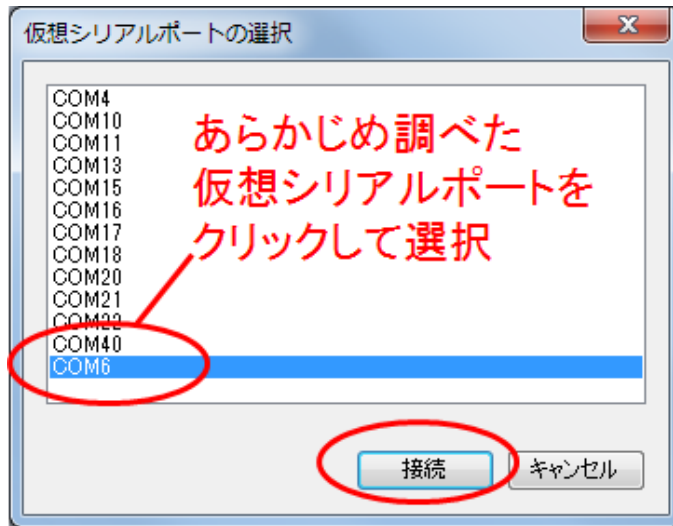 仮想シリアルポートの選択
COM4
COM10
COM11
COM13
COM15
COM16
COM17
COM18
COM20
COM21
COM22
COM40
COM6
あらかじめ調べた
仮想シリアルポートを
クリックして選択
接続
キャンセル